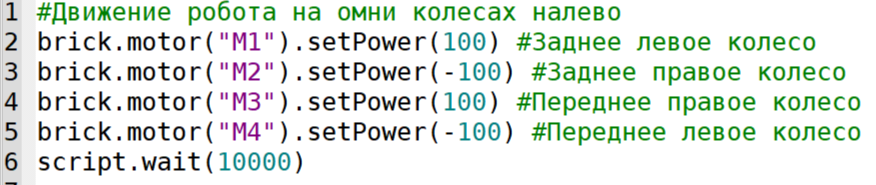 1 #Движение робота на омни колесах налево
2 brick.motor("M1").setPower(100) #Заднее левое колесо
3 brick.motor("M2").setPower(-100) #Заднее правое колесо
4 brick.motor("M3").setPower(100) #Переднее правое колесо
5 brick.motor("M4").setPower(-100) #Переднее левое колесо
6 script.wait(10000)